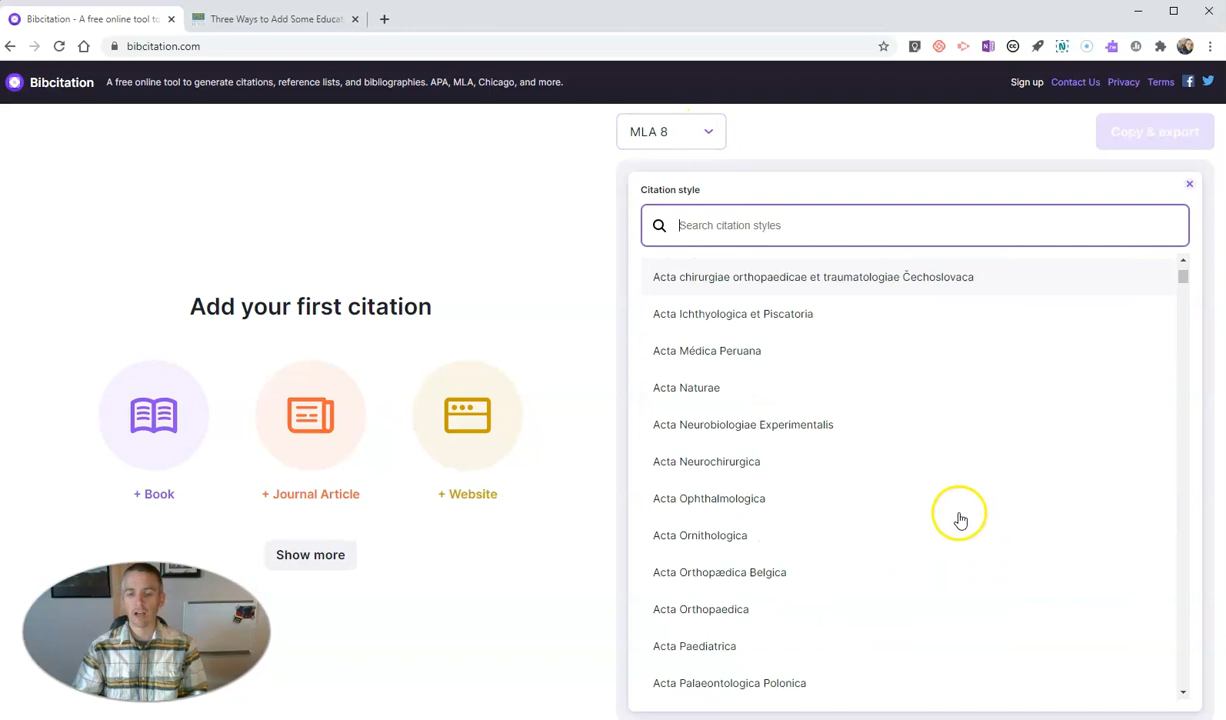 Bibcitation - A free online tool to
Three Ways to Add Some Educat
bibcitation.com
Bibcitation
A free online tool to generate citations, reference lists, and bibliographies. APA, MLA, Chicago, and more.
Sign up
Contact Us
Privacy
Terms
MLA 8
Copy & export
Citation style
Search citation styles
Acta chirurgiae orthopaedicae et traumatologiae Čechoslovaca
Acta Ichthyologica et Piscatoria
Acta Médica Peruana
Acta Naturae
Acta Neurobiologiae Experimentalis
Acta Neurochirurgica
Acta Ophthalmologica
Acta Ornithologica
Acta Orthopædica Belgica
Acta Orthopaedica
Acta Paediatrica
Acta Palaeontologica Polonica
Add your first citation
+ Book
+ Journal Article
+ Website
Show more